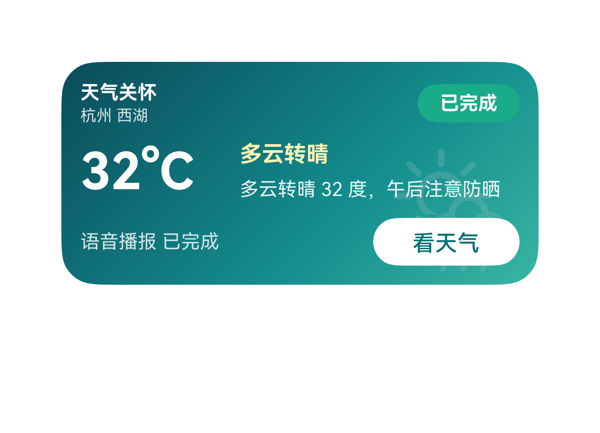 天气关怀
杭州 西湖
已完成
32°C
多云转晴
多云转晴 32 度，午后注意防晒
语音播报 已完成
看天气